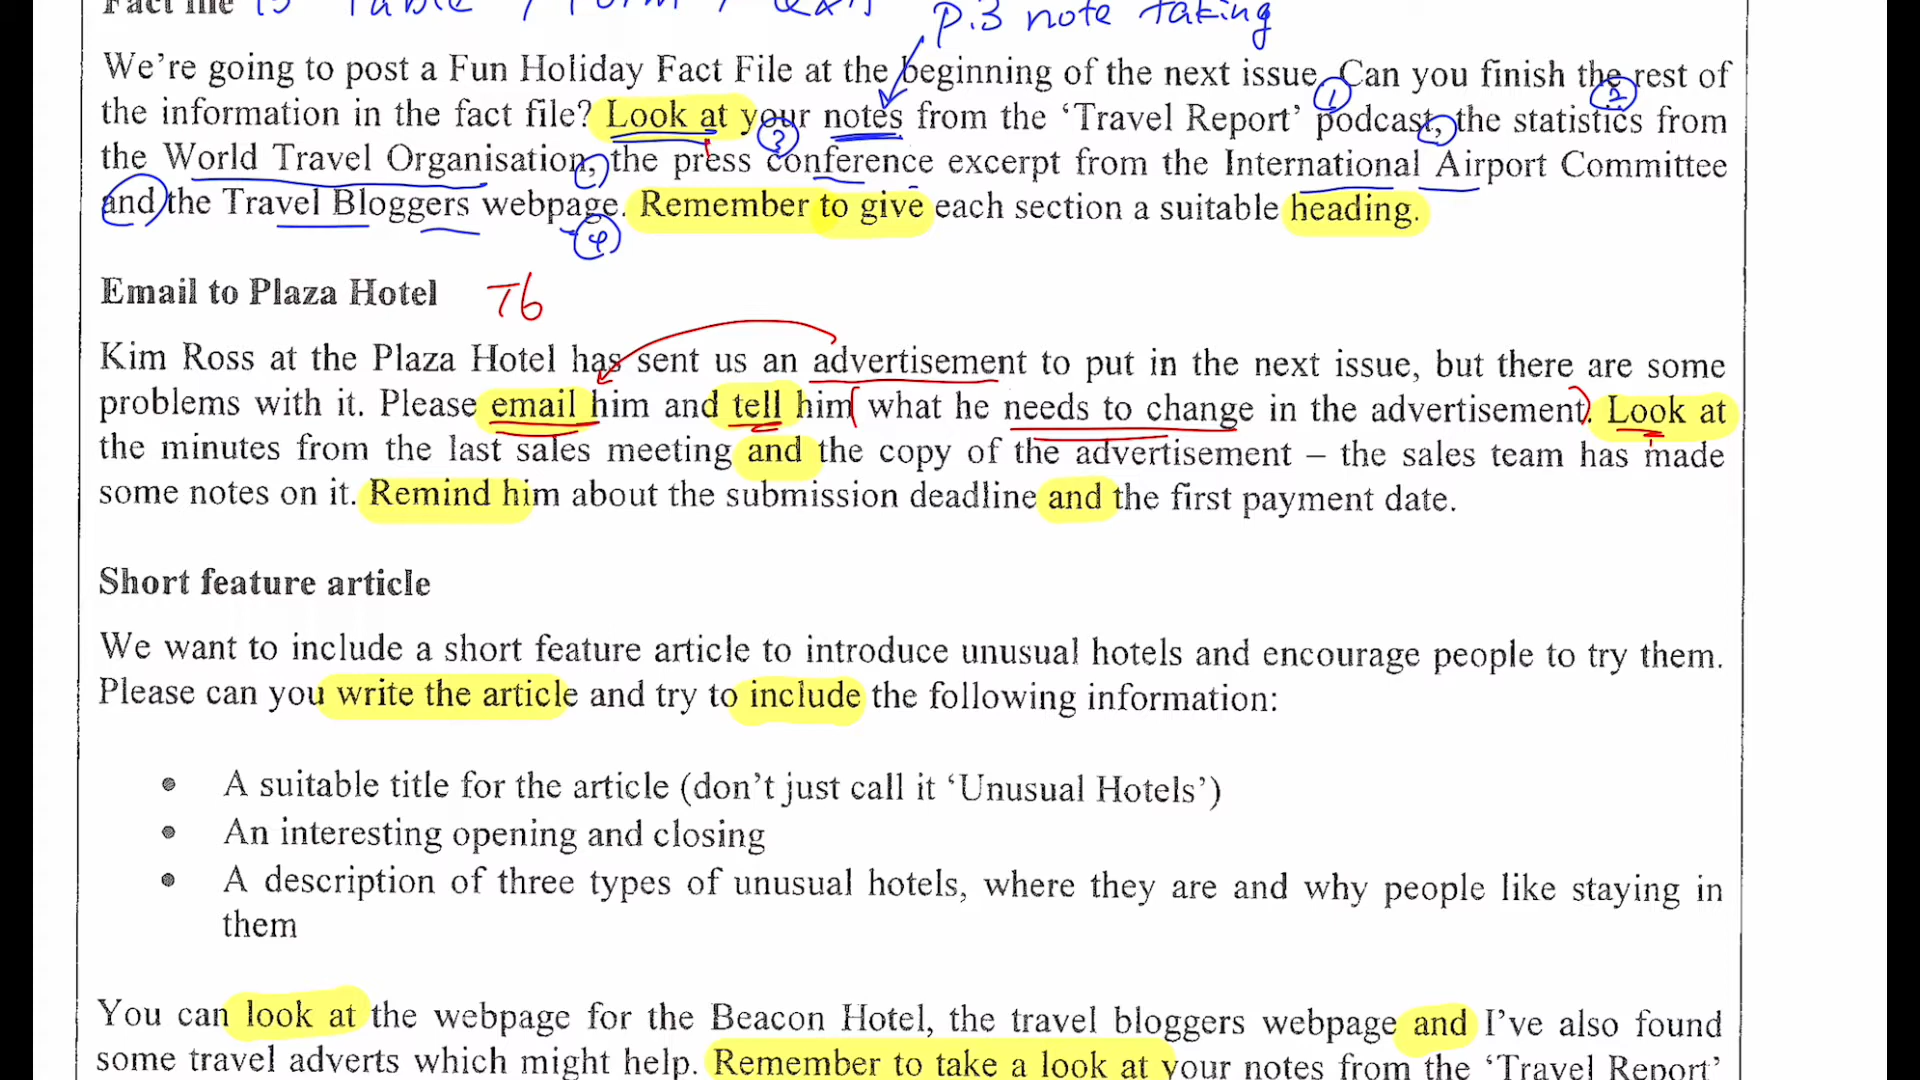 Fact file T5 Table / Form /
p.3 note taking
We're going to post a Fun Holiday Fact File at the beginning of the next issue. Can you finish the rest of
the information in the fact file? Look at your notes from the 'Travel Report' podcast, the statistics from
the World Travel Organisation, the press conference excerpt from the International Airport Committee
and the Travel Bloggers webpage. Remember to give each section a suitable heading.
1 2 3 4
Email to Plaza Hotel T6
Kim Ross at the Plaza Hotel has sent us an advertisement to put in the next issue, but there are some
problems with it. Please email him and tell him what he needs to change in the advertisement. Look at
the minutes from the last sales meeting and the copy of the advertisement – the sales team has made
some notes on it. Remind him about the submission deadline and the first payment date.
Short feature article
We want to include a short feature article to introduce unusual hotels and encourage people to try them.
Please can you write the article and try to include the following information:
• A suitable title for the article (don't just call it 'Unusual Hotels')
• An interesting opening and closing
• A description of three types of unusual hotels, where they are and why people like staying in
them
You can look at the webpage for the Beacon Hotel, the travel bloggers webpage and I've also found
some travel adverts which might help. Remember to take a look at your notes from the 'Travel Report'